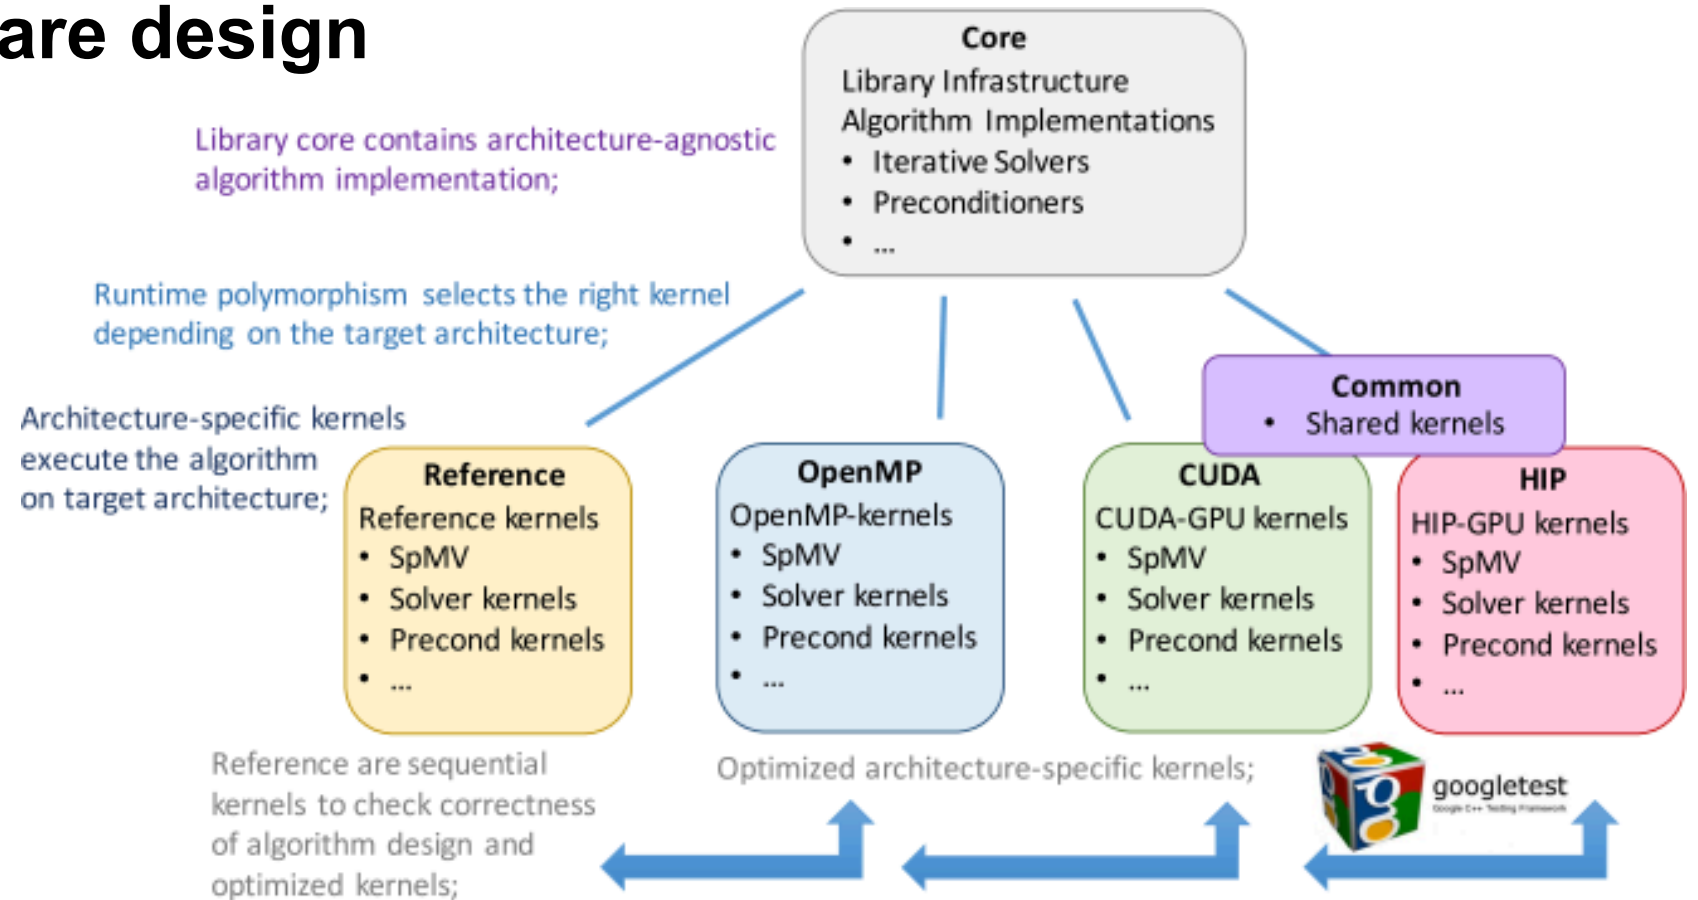 are design
Core
Library Infrastructure
Algorithm Implementations
• Iterative Solvers
• Preconditioners
• ...
Library core contains architecture-agnostic
algorithm implementation;
Runtime polymorphism selects the right kernel
depending on the target architecture;
Architecture-specific kernels
execute the algorithm
on target architecture;
Common
• Shared kernels
Reference
Reference kernels
• SpMV
• Solver kernels
• Precond kernels
• ...
OpenMP
OpenMP-kernels
• SpMV
• Solver kernels
• Precond kernels
• ...
CUDA
CUDA-GPU kernels
• SpMV
• Solver kernels
• Precond kernels
• ...
HIP
HIP-GPU kernels
• SpMV
• Solver kernels
• Precond kernels
• ...
Reference are sequential
kernels to check correctness
of algorithm design and
optimized kernels;
Optimized architecture-specific kernels;
googletest
Google C++ Testing Framework